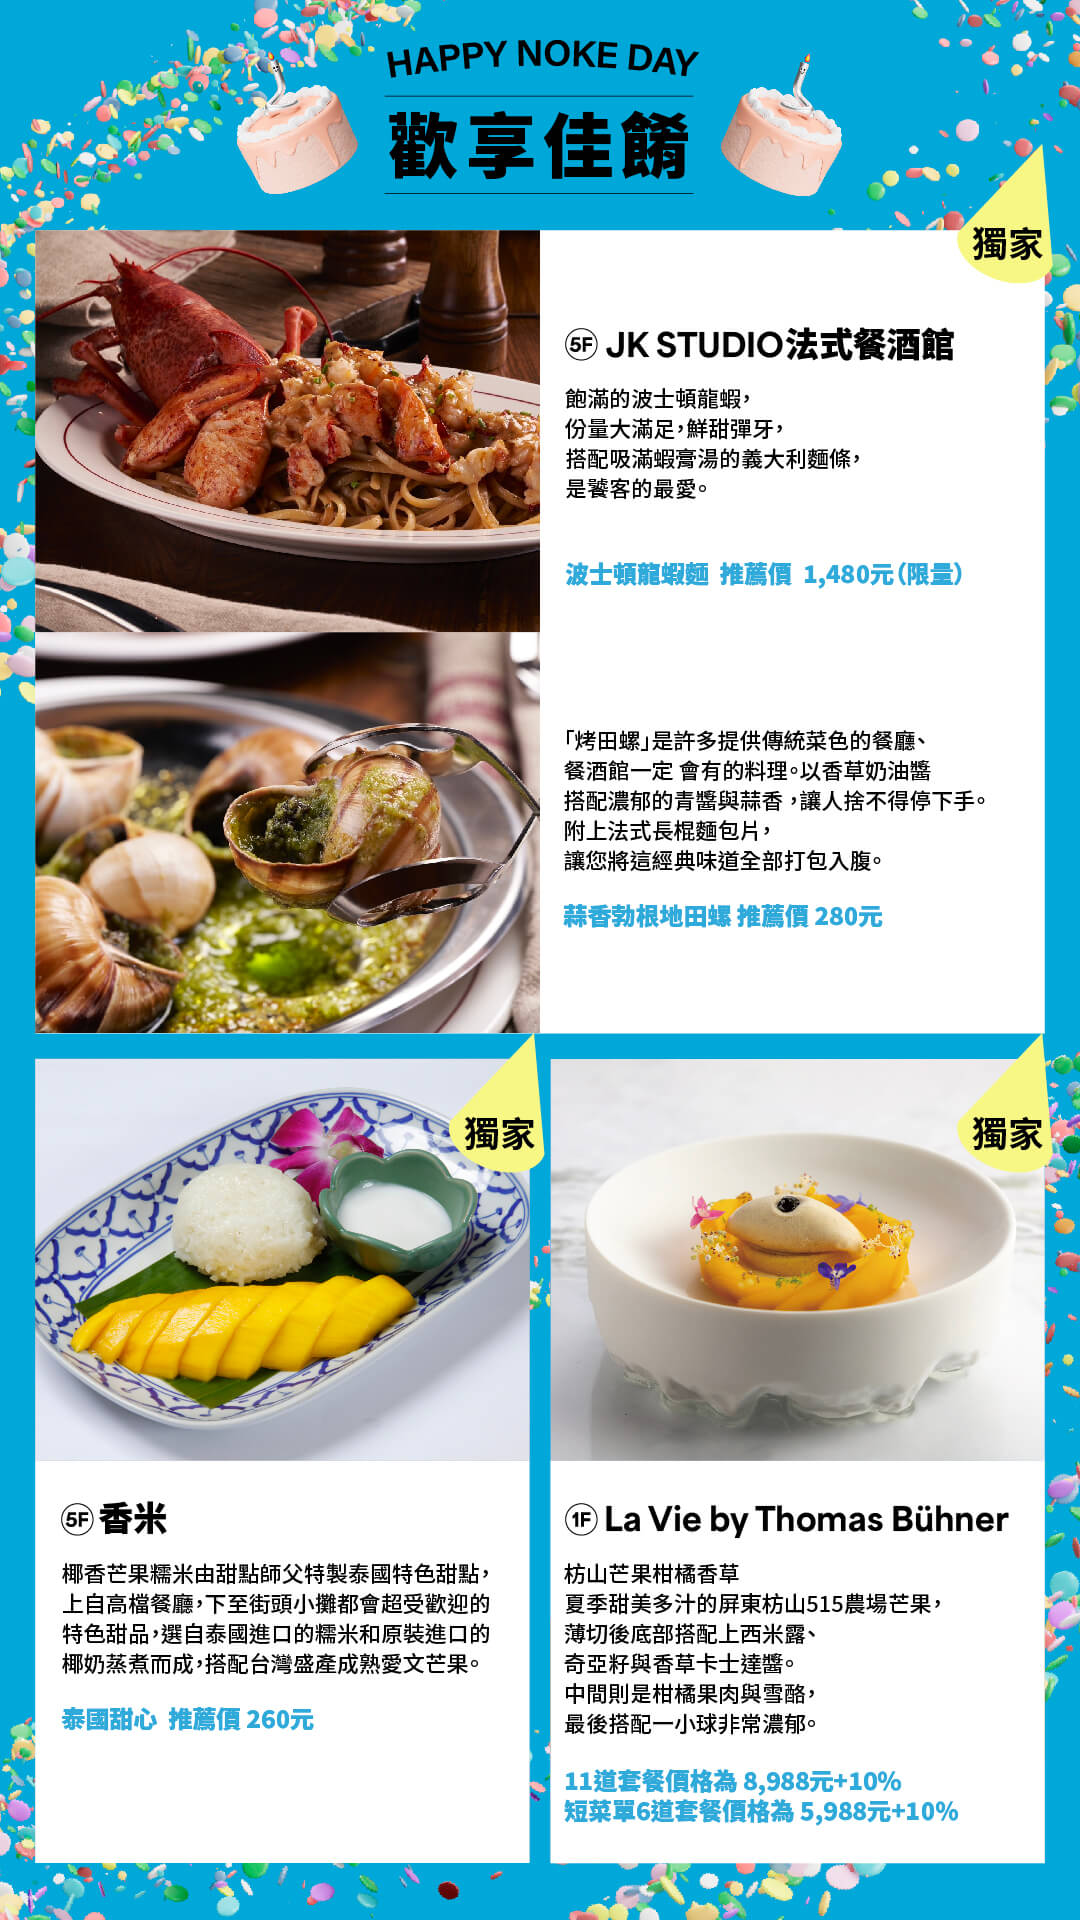 HAPPY NOKE DAY
歡享佳餚
獨家
5F JK STUDIO法式餐酒館
飽滿的波士頓龍蝦，
份量大滿足，鮮甜彈牙，
搭配吸滿蝦膏湯的義大利麵條，
是饕客的最愛。
波士頓龍蝦麵 推薦價 1,480元（限量）
「烤田螺」是許多提供傳統菜色的餐廳、
餐酒館一定 會有的料理。以香草奶油醬
搭配濃郁的青醬與蒜香，讓人捨不得停下手。
附上法式長棍麵包片，
讓您將這經典味道全部打包入腹。
蒜香勃根地田螺 推薦價 280元
獨家
5F 香米
椰香芒果糯米由甜點師父特製泰國特色甜點，
上自高檔餐廳，下至街頭小攤都會超受歡迎的
特色甜品，選自泰國進口的糯米和原裝進口的
椰奶蒸煮而成，搭配台灣盛產成熟愛文芒果。
泰國甜心 推薦價 260元
獨家
1F La Vie by Thomas Bühner
枋山芒果柑橘香草
夏季甜美多汁的屏東枋山515農場芒果，
薄切後底部搭配上西米露、
奇亞籽與香草卡士達醬。
中間則是柑橘果肉與雪酪，
最後搭配一小球非常濃郁。
11道套餐價格為 8,988元+10%
短菜單6道套餐價格為 5,988元+10%